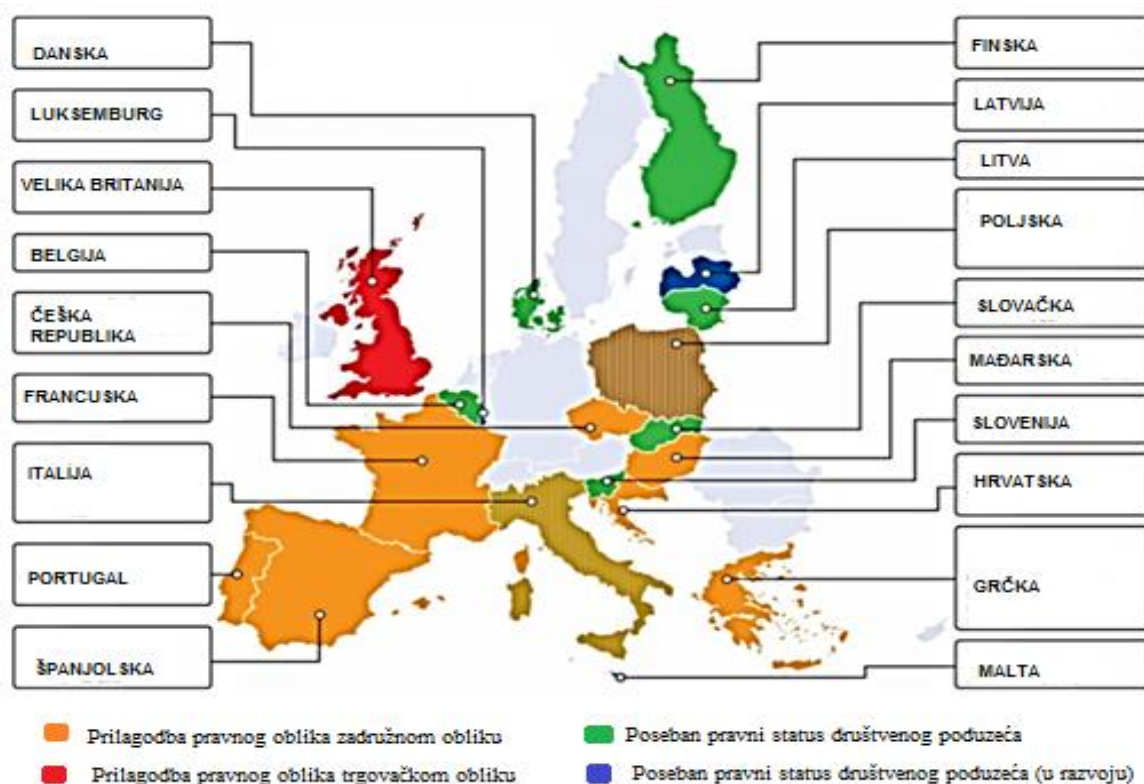 DANSKA
LUKSEMBURG
VELIKA BRITANIJA
BELGIJA
ČEŠKA
REPUBLIKA
FRANCUSKA
ITALIJA
PORTUGAL
ŠPANJOLSKA
FINSKA
LATVIJA
LITVA
POLJSKA
SLOVAČKA
MAĐARSKA
SLOVENIJA
HRVATSKA
GRČKA
MALTA
Prilagodba pravnog oblika zadružnom obliku
Prilagodba pravnog oblika trgovačkom obliku
Poseban pravni status društvenog poduzeća
Poseban pravni status društvenog poduzeća (u razvoju)